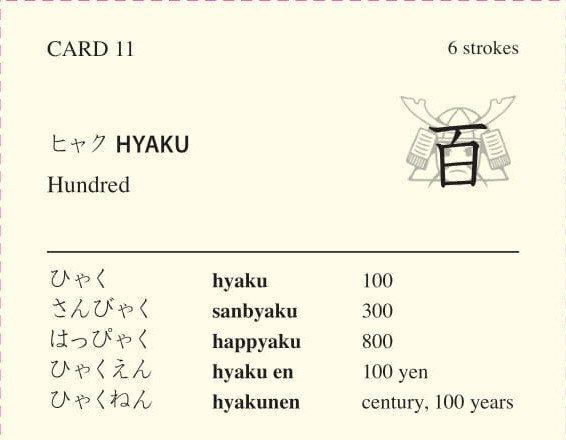 CARD 11 6 strokes
百
ヒャク HYAKU
Hundred
ひゃく hyaku 100
さんびゃく sanbyaku 300
はっぴゃく happyaku 800
ひゃくえん hyaku en 100 yen
ひゃくねん hyakunen century, 100 years